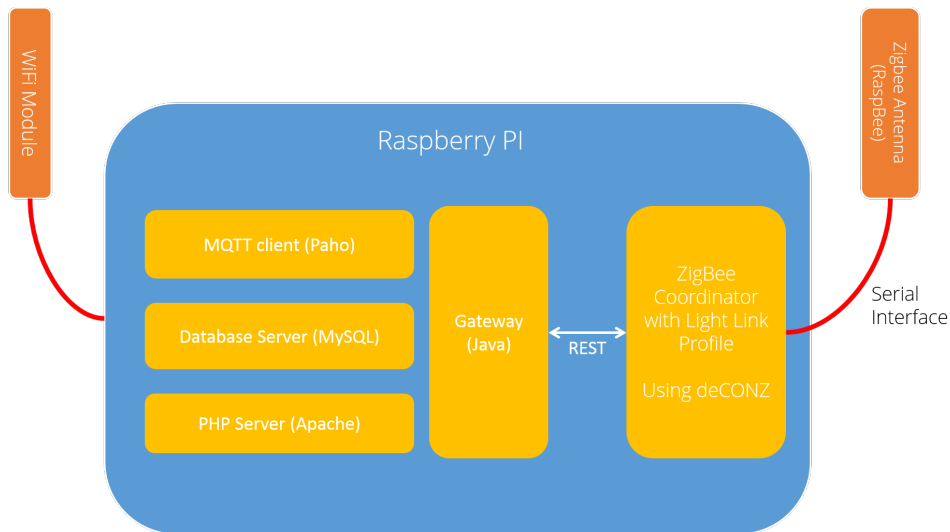 WiFi Module
Zigbee Antenna
(RaspBee)
Raspberry PI
MQTT client (Paho)
Database Server (MySQL)
PHP Server (Apache)
Gateway
(Java)
REST
ZigBee
Coordinator
with Light Link
Profile
Using deCONZ
Serial
Interface